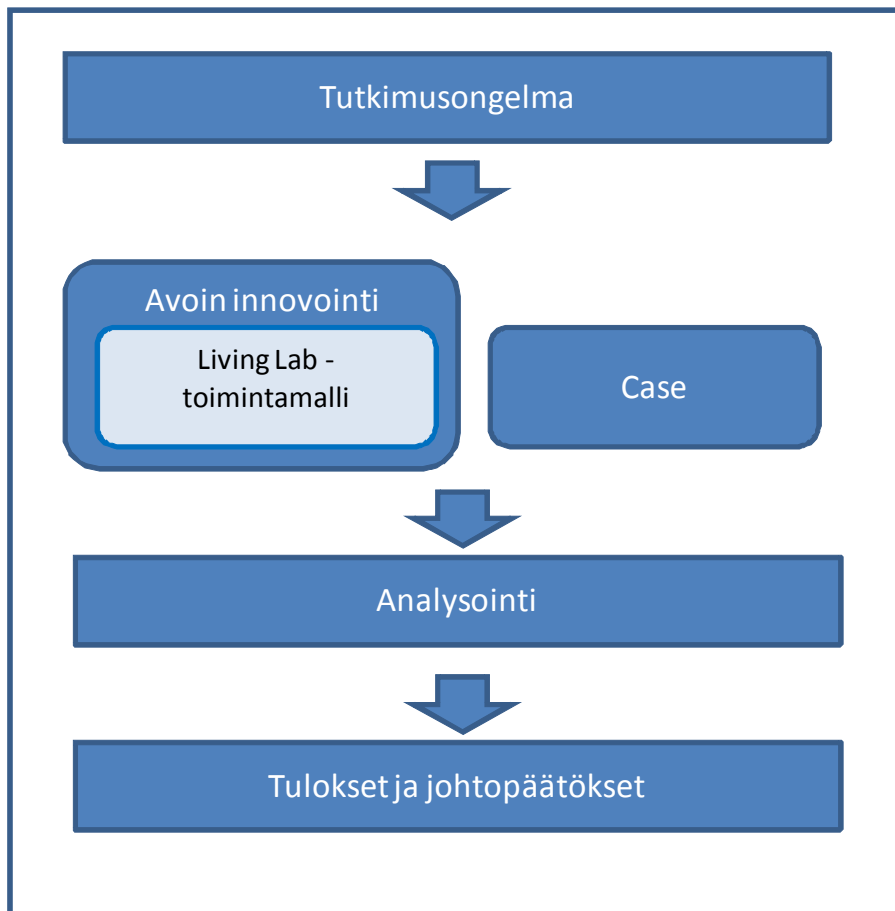 Tutkimusongelma
Avoin innovointi
Living Lab -
toimintamalli
Case
Analysointi
Tulokset ja johtopäätökset